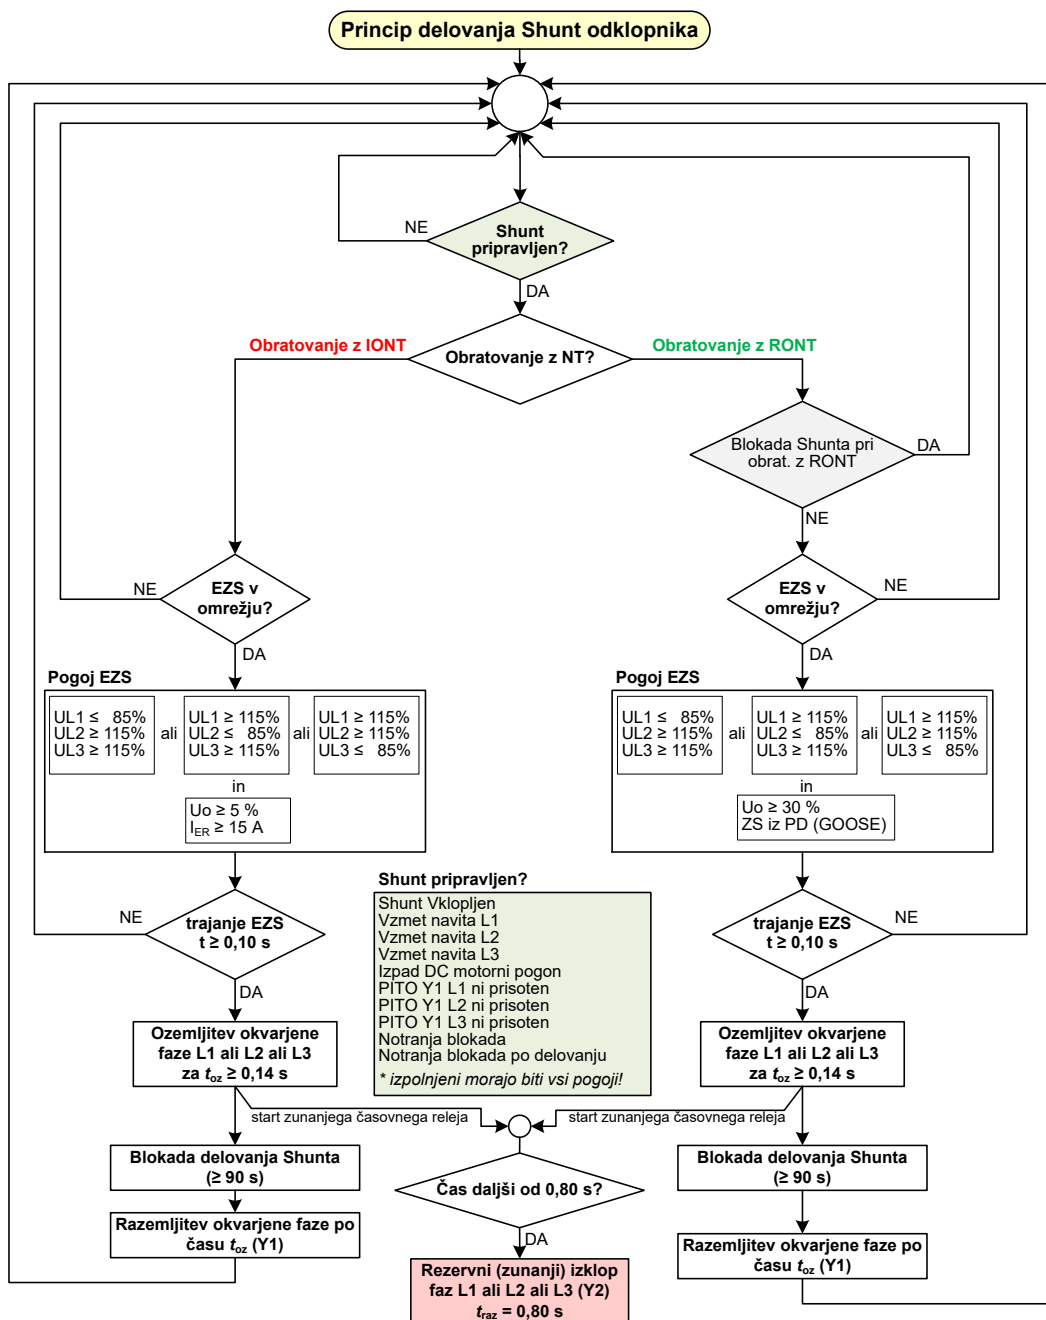 Princip delovanja Shunt odklopnika
NE
Shunt
pripravljen?
DA
Obratovanje z IONT
Obratovanje z NT?
Obratovanje z RONT
Blokada Shunta pri
obrat. z RONT
DA
NE
NE
EZS v
omrežju?
DA
EZS v
omrežju?
NE
DA
Pogoj EZS
UL1 ≤ 85%
UL2 ≥ 115%
UL3 ≥ 115%
ali
UL1 ≥ 115%
UL2 ≤ 85%
UL3 ≥ 115%
ali
UL1 ≥ 115%
UL2 ≥ 115%
UL3 ≤ 85%
in
Uo ≥ 5 %
IER ≥ 15 A
Pogoj EZS
UL1 ≤ 85%
UL2 ≥ 115%
UL3 ≥ 115%
ali
UL1 ≥ 115%
UL2 ≤ 85%
UL3 ≥ 115%
ali
UL1 ≥ 115%
UL2 ≥ 115%
UL3 ≤ 85%
in
Uo ≥ 30 %
ZS iz PD (GOOSE)
NE
trajanje EZS
t ≥ 0,10 s
DA
Shunt pripravljen?
Shunt Vklopljen
Vzmet navita L1
Vzmet navita L2
Vzmet navita L3
Izpad DC motorni pogon
PITO Y1 L1 ni prisoten
PITO Y1 L2 ni prisoten
PITO Y1 L3 ni prisoten
Notranja blokada
Notranja blokada po delovanju
* izpolnjeni morajo biti vsi pogoji!
trajanje EZS
t ≥ 0,10 s
NE
DA
Ozemljitev okvarjene
faze L1 ali L2 ali L3
za toz ≥ 0,14 s
Ozemljitev okvarjene
faze L1 ali L2 ali L3
za toz ≥ 0,14 s
start zunanjega časovnega releja
start zunanjega časovnega releja
Blokada delovanja Shunta
(≥ 90 s)
Čas daljši od 0,80 s?
Blokada delovanja Shunta
(≥ 90 s)
Razemljitev okvarjene faze po
času toz (Y1)
DA
Razemljitev okvarjene faze po
času toz (Y1)
Rezervni (zunanji) izklop
faz L1 ali L2 ali L3 (Y2)
traz = 0,80 s